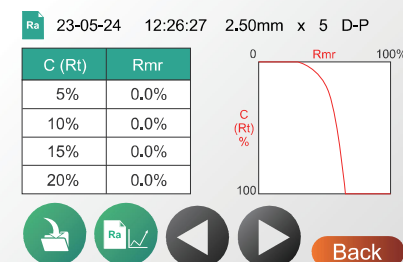 Ra 23-05-24 12:26:27 2.50mm x 5 D-P
C (Rt) Rmr
5% 0.0%
10% 0.0%
15% 0.0%
20% 0.0%
0 Rmr 100%
C
(Rt)
%
100
Ra
Back